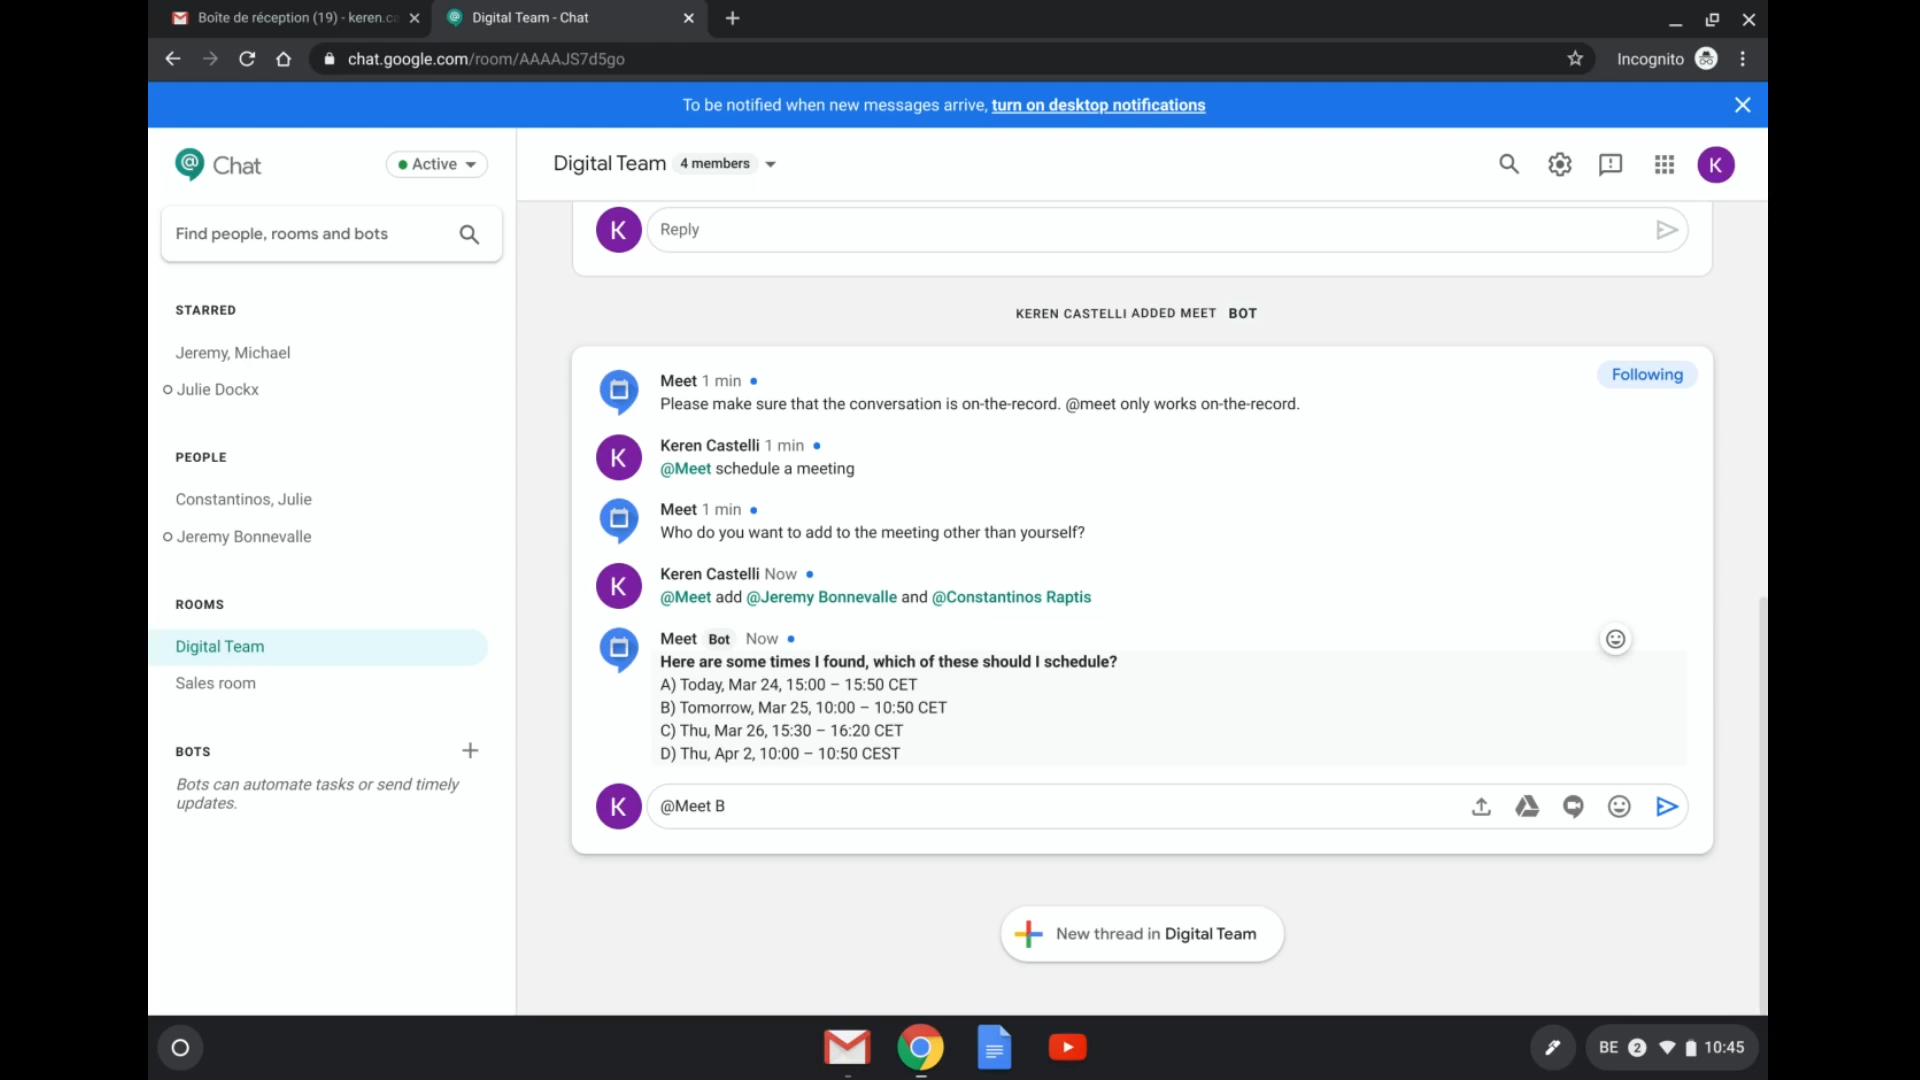 Boîte de réception (19) - keren.ca
Digital Team - Chat
chat.google.com/room/AAAAJS7d5go
Incognito
To be notified when new messages arrive, turn on desktop notifications
Chat
Active
Digital Team 4 members
K
Find people, rooms and bots
STARRED
Jeremy, Michael
Julie Dockx
PEOPLE
Constantinos, Julie
Jeremy Bonnevalle
ROOMS
Digital Team
Sales room
BOTS
Bots can automate tasks or send timely
updates.
K
Reply
KEREN CASTELLI ADDED MEET BOT
Following
Meet 1 min
Please make sure that the conversation is on-the-record. @meet only works on-the-record.
K
Keren Castelli 1 min
@Meet schedule a meeting
Meet 1 min
Who do you want to add to the meeting other than yourself?
K
Keren Castelli Now
@Meet add @Jeremy Bonnevalle and @Constantinos Raptis
Meet Bot Now
Here are some times I found, which of these should I schedule?
A) Today, Mar 24, 15:00 – 15:50 CET
B) Tomorrow, Mar 25, 10:00 – 10:50 CET
C) Thu, Mar 26, 15:30 – 16:20 CET
D) Thu, Apr 2, 10:00 – 10:50 CEST
K
@Meet B
New thread in Digital Team
BE 2 10:45